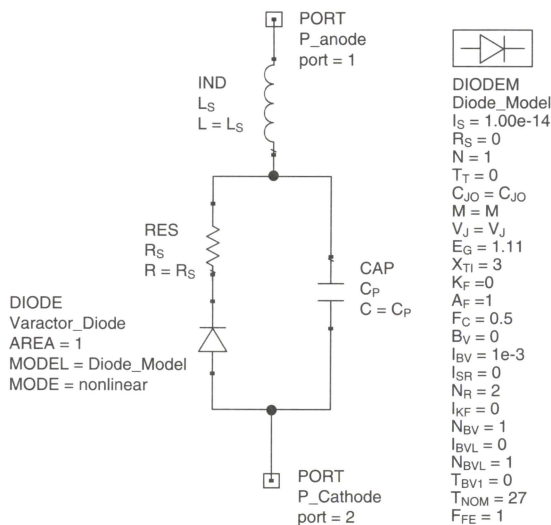 PORT
P_anode
port = 1
IND
LS
L = LS
RES
RS
R = RS
CAP
CP
C = CP
DIODE
Varactor_Diode
AREA = 1
MODEL = Diode_Model
MODE = nonlinear
PORT
P_Cathode
port = 2
DIODEM
Diode_Model
IS = 1.00e-14
RS = 0
N = 1
TT = 0
CJO = CJO
M = M
VJ = VJ
EG = 1.11
XTI = 3
KF =0
AF =1
FC = 0.5
BV = 0
IBV = 1e-3
ISR = 0
NR = 2
IKF = 0
NBV = 1
IBVL = 0
NBVL = 1
TBV1 = 0
TNOM = 27
FFE = 1